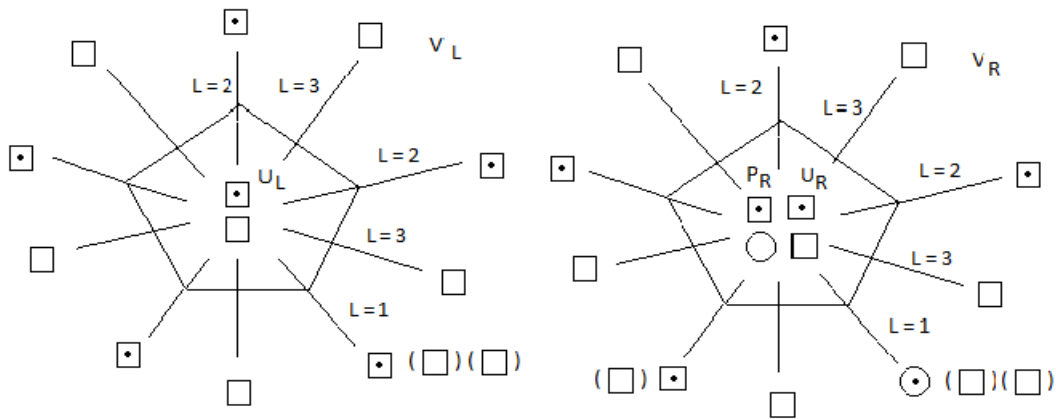 V L
L = 2
L = 3
L = 2
U L
L = 3
L = 1
(□)(□)
V R
L = 2
L = 3
L = 2
P R
U R
L = 3
L = 1
(□)
(□)(□)